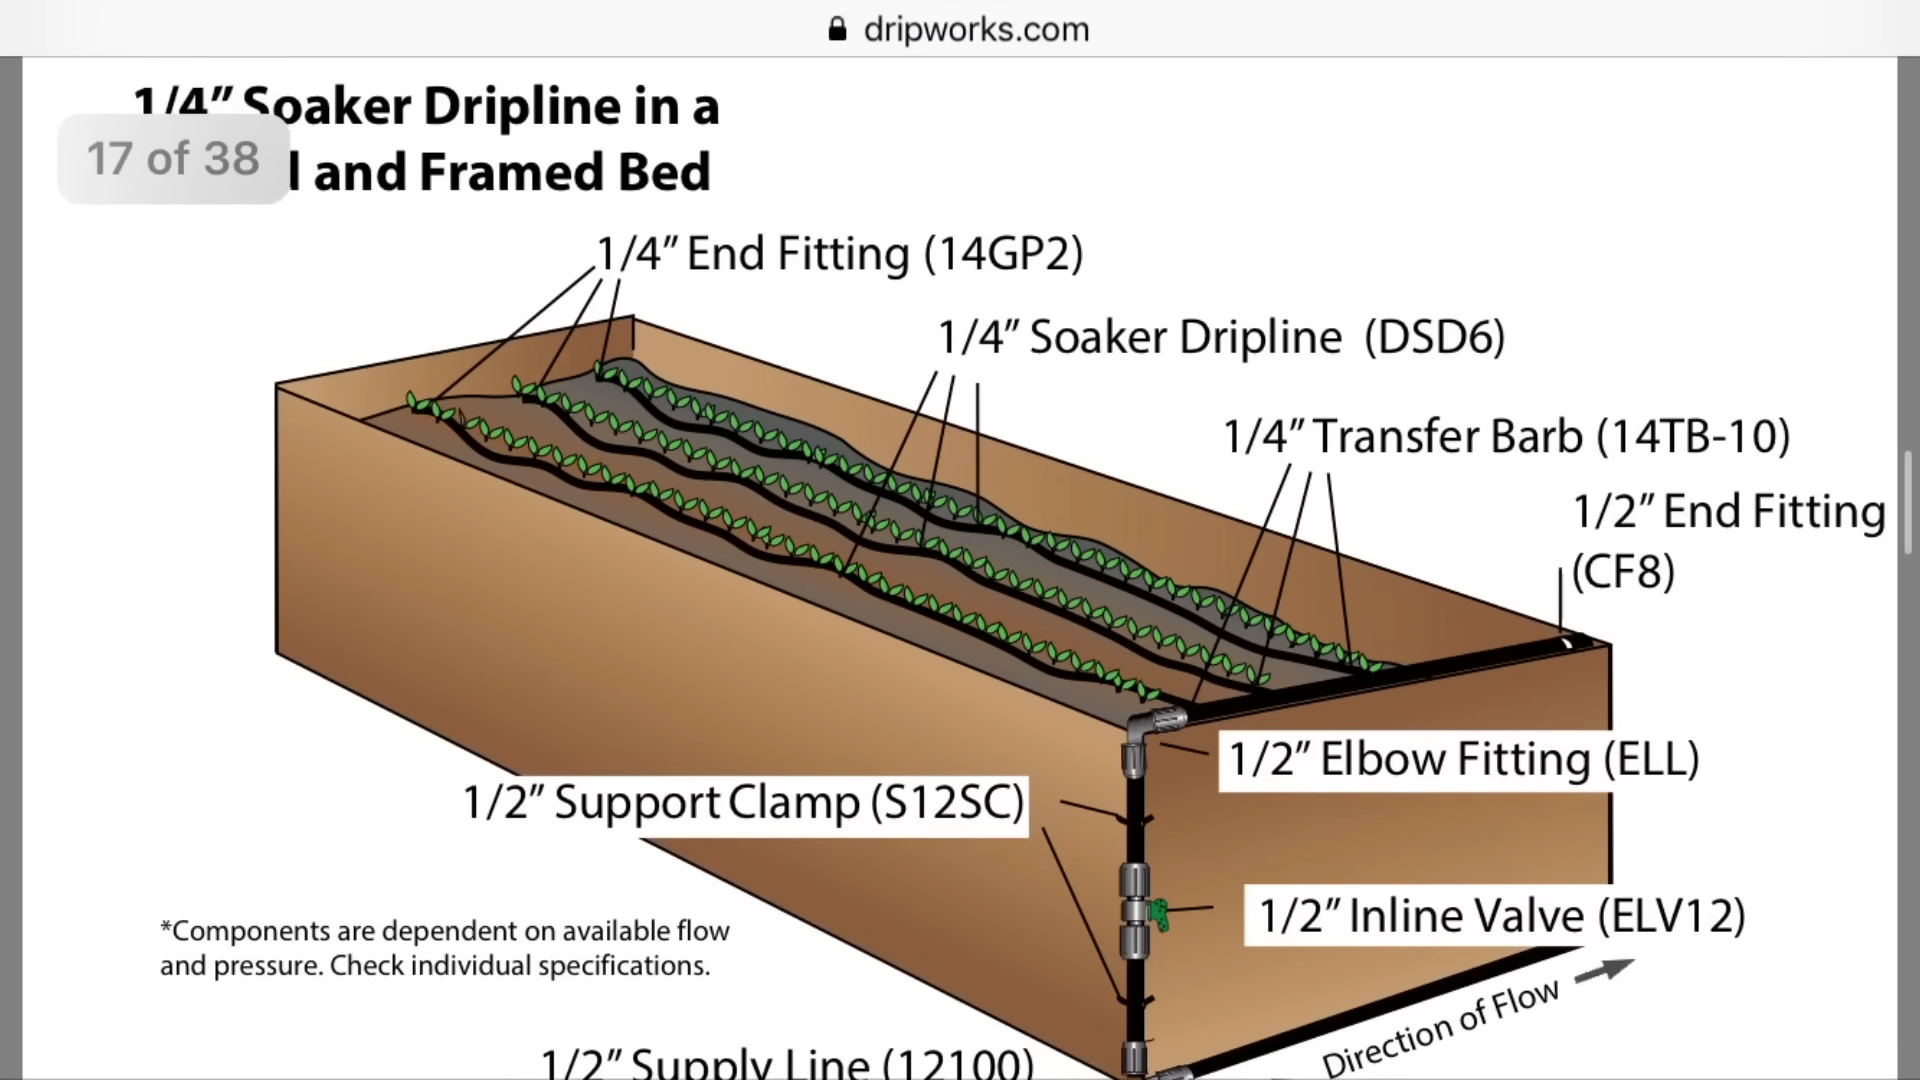 dripworks.com
1/4” Soaker Dripline in a
17 of 38
and Framed Bed
1/4” End Fitting (14GP2)
1/4” Soaker Dripline (DSD6)
1/4” Transfer Barb (14TB-10)
1/2” End Fitting
(CF8)
1/2” Elbow Fitting (ELL)
1/2” Support Clamp (S12SC)
1/2” Inline Valve (ELV12)
*Components are dependent on available flow
and pressure. Check individual specifications.
Direction of Flow
1/2” Supply Line (12100)